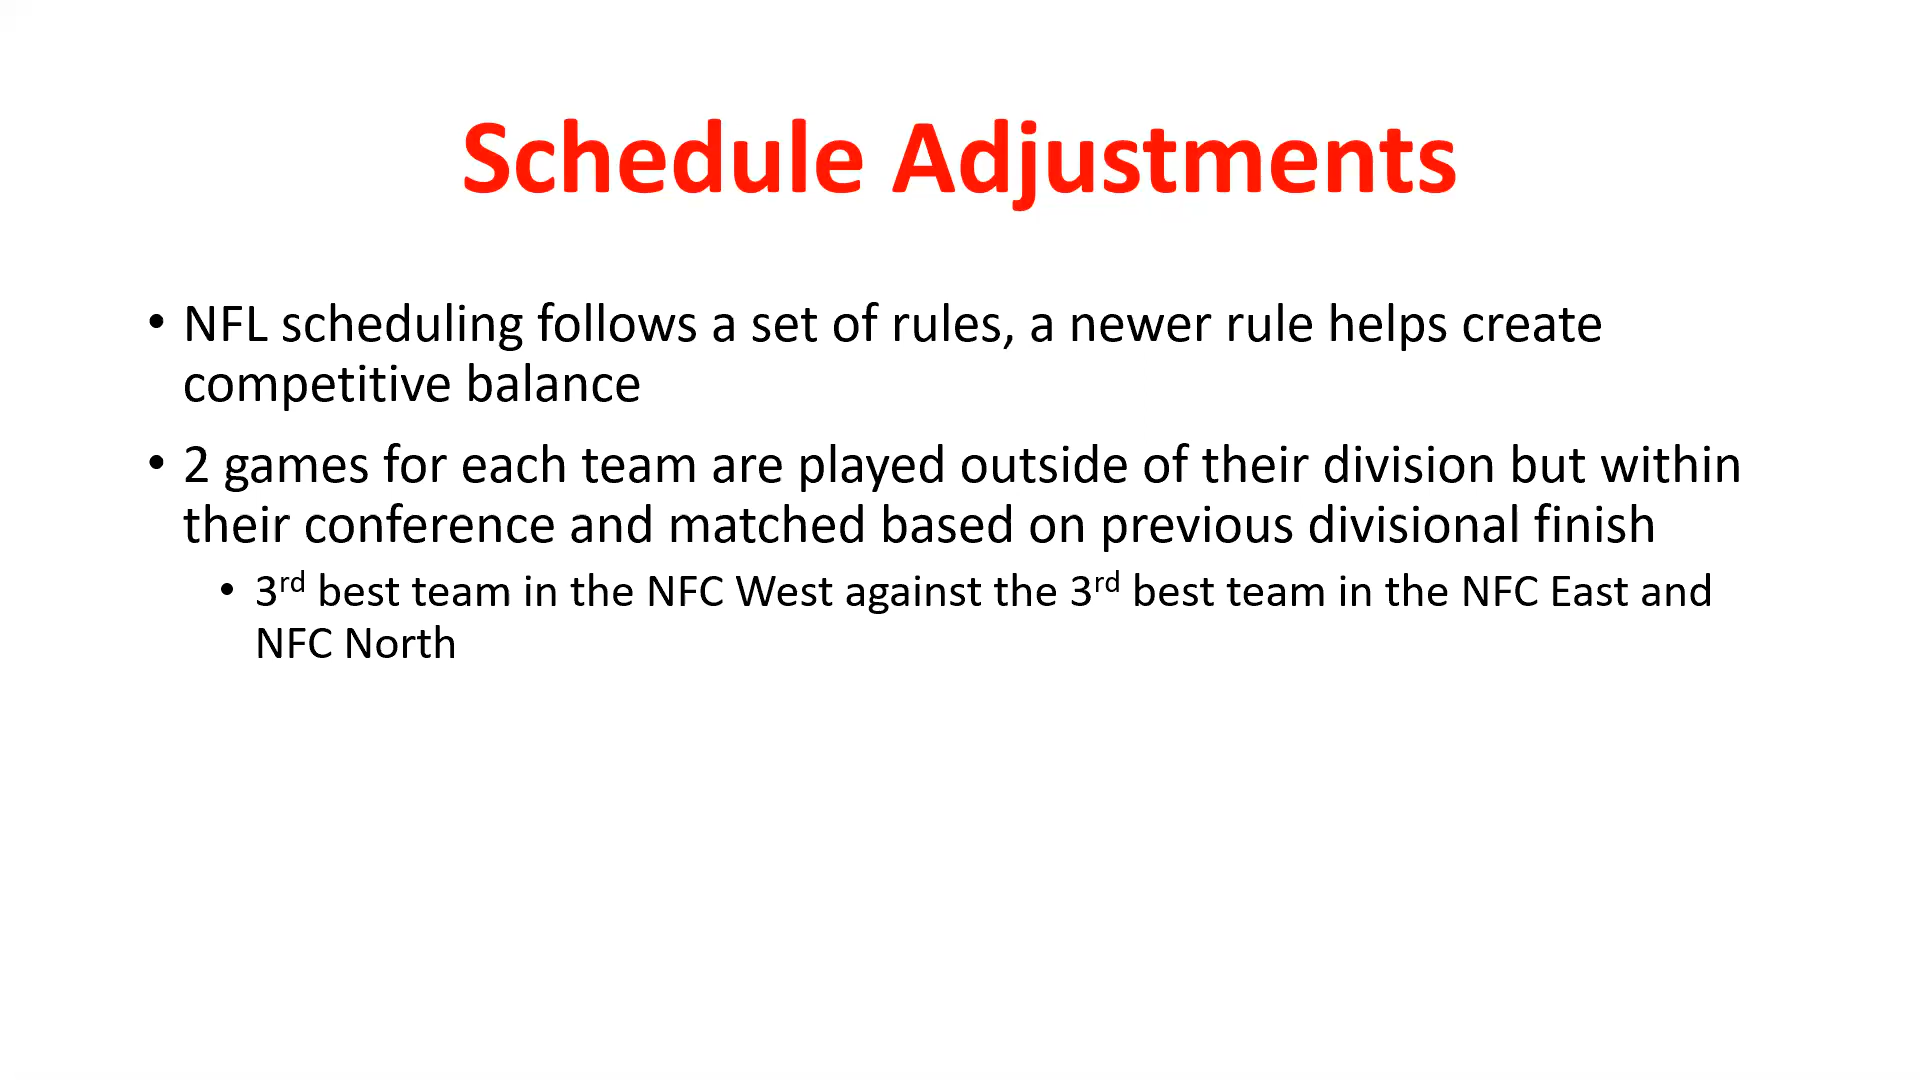 Schedule Adjustments
• NFL scheduling follows a set of rules, a newer rule helps create
competitive balance
• 2 games for each team are played outside of their division but within
their conference and matched based on previous divisional finish
• 3rd best team in the NFC West against the 3rd best team in the NFC East and
NFC North